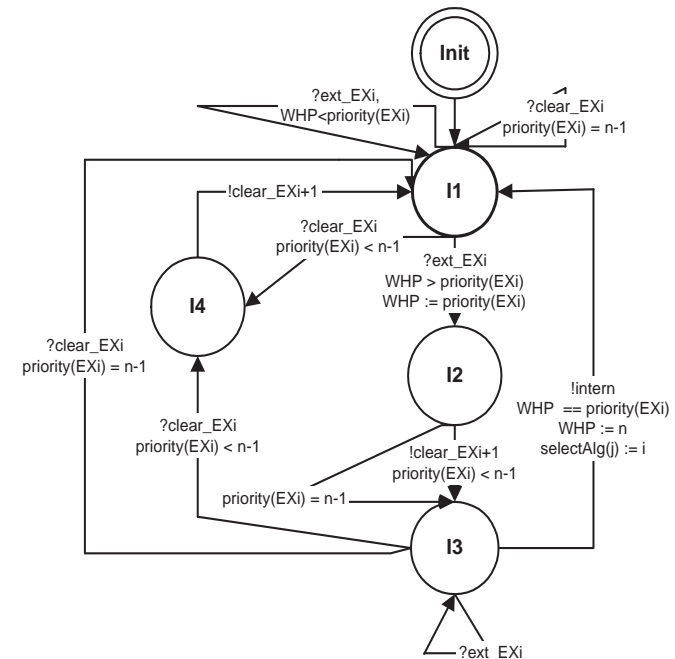 Init
?ext_EXi,
WHP<priority(EXi)
?clear_EXi
priority(EXi) = n-1
I1
!clear_EXi+1
?clear_EXi
priority(EXi) < n-1
?ext_EXi
WHP > priority(EXi)
WHP := priority(EXi)
I4
?clear_EXi
priority(EXi) = n-1
I2
!intern
WHP == priority(EXi)
WHP := n
selectAlg(j) := i
?clear_EXi
priority(EXi) < n-1
!clear_EXi+1
priority(EXi) < n-1
priority(EXi) = n-1
I3
?ext_EXi